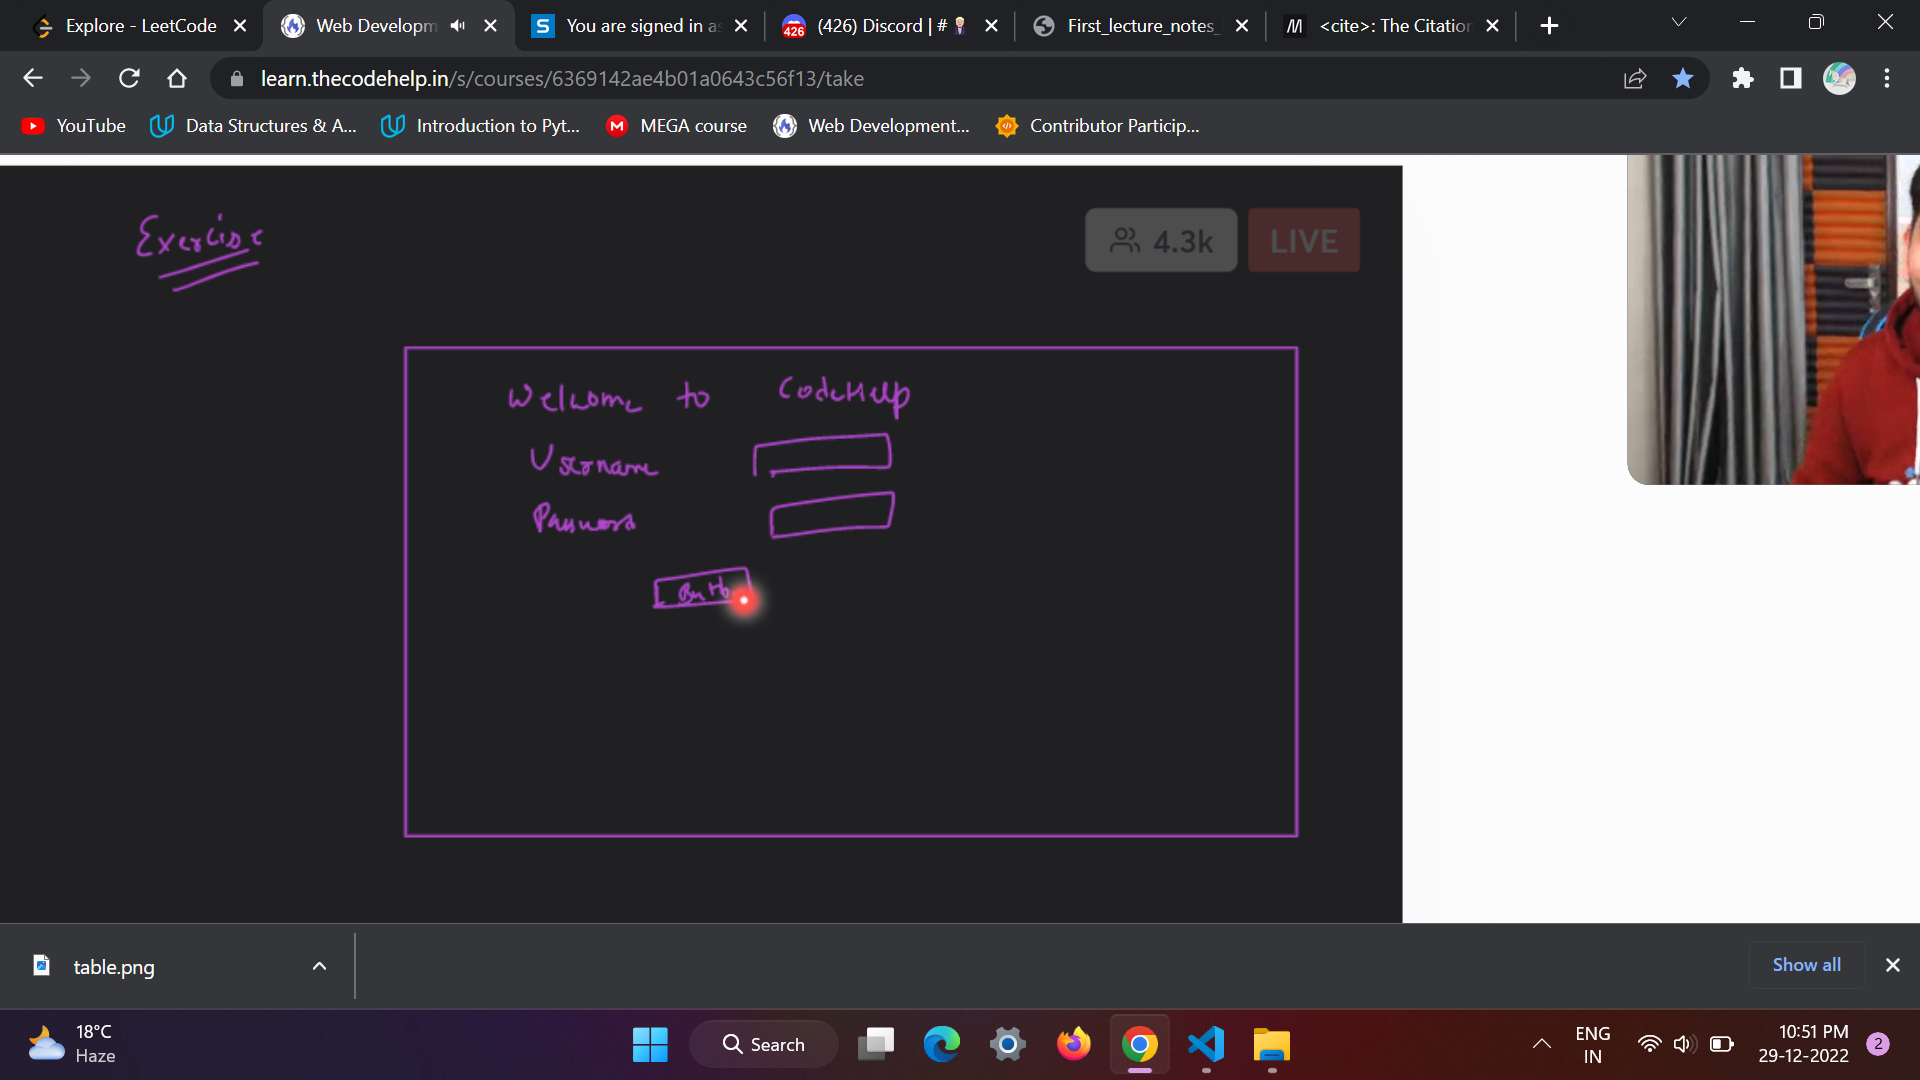 Explore - LeetCode
Web Developm
You are signed in as
(426) Discord | #
First_lecture_notes_
<cite>: The Citation
learn.thecodehelp.in/s/courses/6369142ae4b01a0643c56f13/take
YouTube
Data Structures & A...
Introduction to Pyt...
MEGA course
Web Development...
Contributor Particip...
Exercise
4.3k
LIVE
Welcome to CodeHelp
Username
Password
Butto
table.png
Show all
18°C
Haze
Search
ENG
IN
10:51 PM
29-12-2022
2